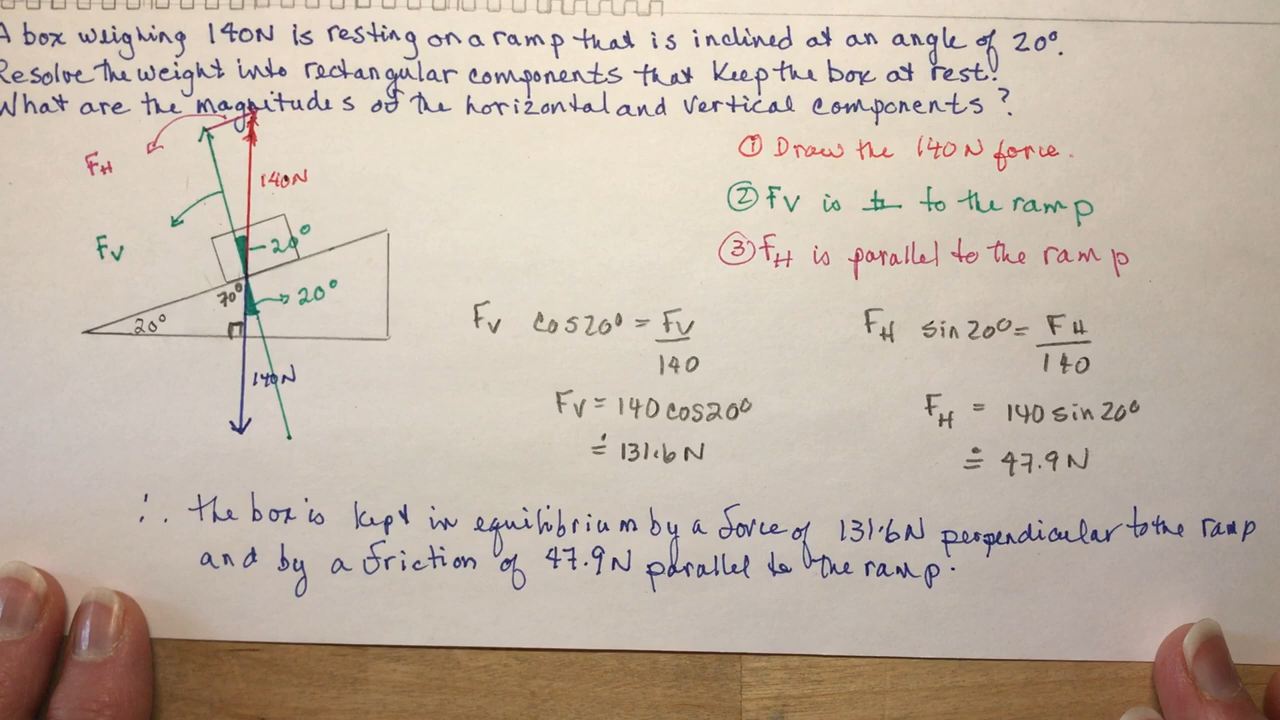 A box weighing 140N is resting on a ramp that is inclined at an angle of 20°.
Resolve the weight into rectangular components that keep the box at rest.
What are the magnitudes of the horizontal and vertical components?
FH
140N
① Draw the 140N force.
② Fv is ⊥ to the ramp
③ FH is parallel to the ramp
Fv
20°
70°
20°
20°
140N
Fv cos20° = Fv/140
Fv = 140 cos20°
≐ 131.6N
FH sin 20° = FH/140
FH = 140 sin 20°
≐ 47.9N
∴ the box is kept in equilibrium by a force of 131.6N perpendicular to the ramp
and by a friction of 47.9N parallel to the ramp.